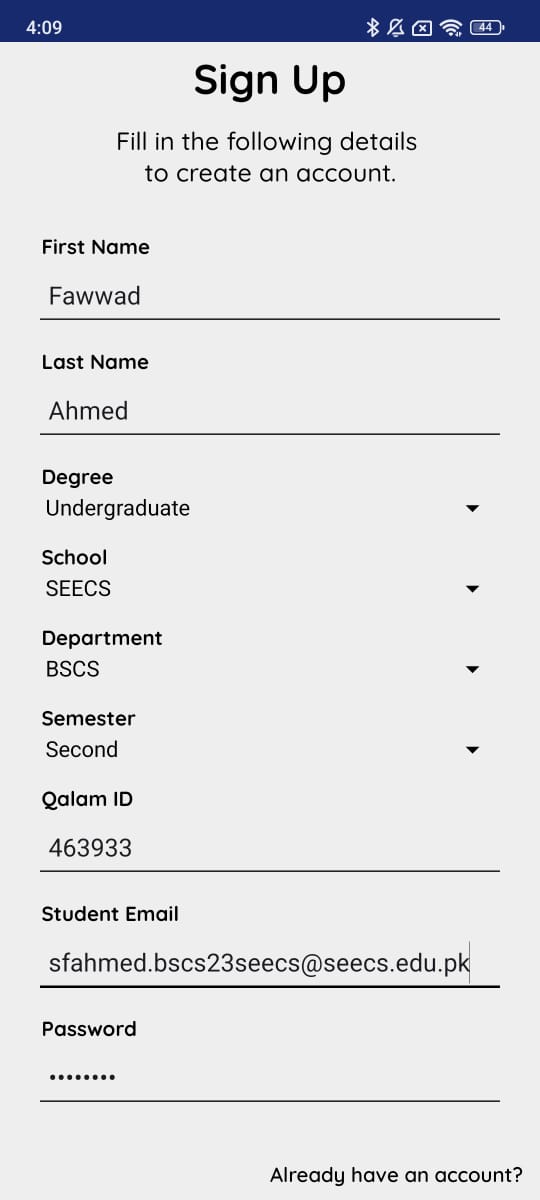 4:09
44
Sign Up
Fill in the following details
to create an account.
First Name
Fawwad
Last Name
Ahmed
Degree
Undergraduate
School
SEECS
Department
BSCS
Semester
Second
Qalam ID
463933
Student Email
sfahmed.bscs23seecs@seecs.edu.pk
Password
••••••••
Already have an account?